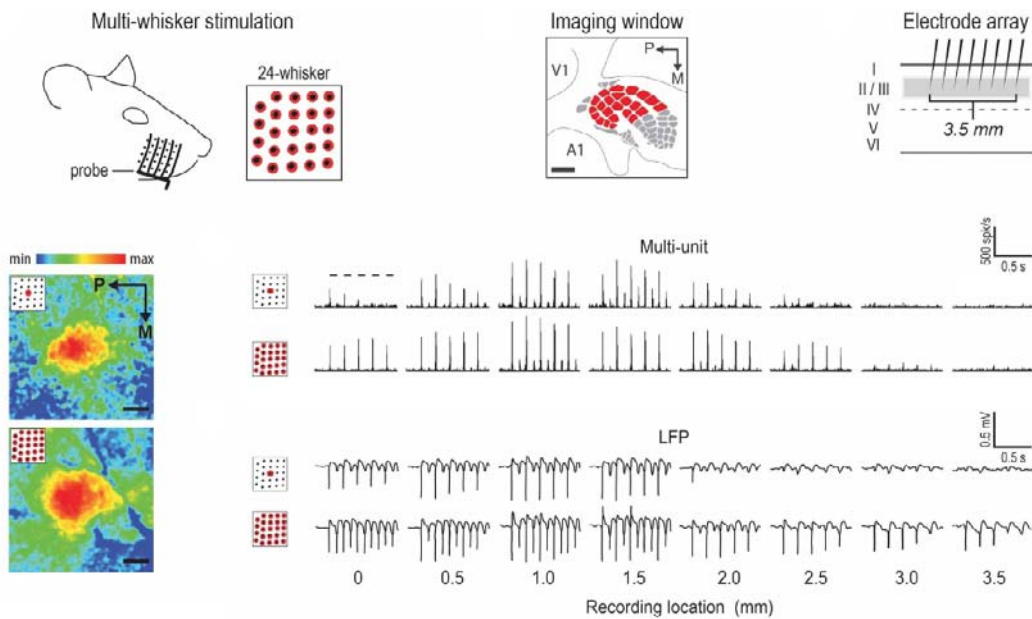 Multi-whisker stimulation
Imaging window
Electrode array
24-whisker
probe
P
M
V1
A1
I
II / III
IV
V
VI
3.5 mm
min
max
P
M
Multi-unit
500 spk/s
0.5 s
LFP
0.5 mV
0.5 s
0 0.5 1.0 1.5 2.0 2.5 3.0 3.5
Recording location (mm)